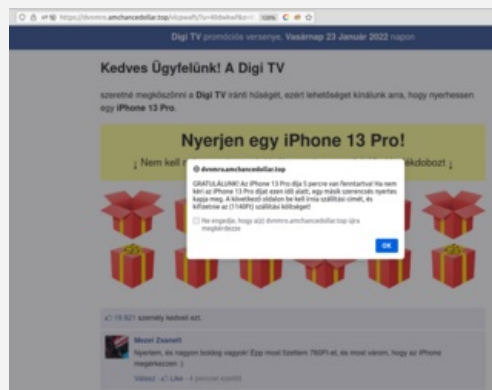 https://dvnmro.amchancedollar.top/
Digi TV promóciós versenye, Vasárnap 23 Január 2022 napon
Kedves Ügyfelünk! A Digi TV
szeretné megköszönni a Digi TV iránti hűségét, ezért lehetőséget kínálunk arra, hogy nyerhessen
egy iPhone 13 Pro.
Nyerjen egy iPhone 13 Pro!
↓ Nem kell
ékdobozt ↓
dvnmro.amchancedollar.top
GRATULÁLUNK! Az iPhone 13 Pro díja 5 percre van fenntartva! Ha nem
kéri az iPhone 13 Pro díjat ezen idő alatt, egy másik szerencsés nyertes
kapja meg. A következő oldalon be kell írnia szállítási címét, és
kifizetnie az (1140Ft) szállítási költséget!
Ne engedje, hogy a(z) dvnmro.amchancedollar.top újra
megkérdezze
OK
19 821 személy kedveli ezt.
Mezei Zsanett
Nyertem, és nagyon boldog vagyok! Épp most fizettem 760Ft-et, és most várom, hogy az iPhone
megérkezzen :)
Válasz · Like · 4 perccel ezelőtt